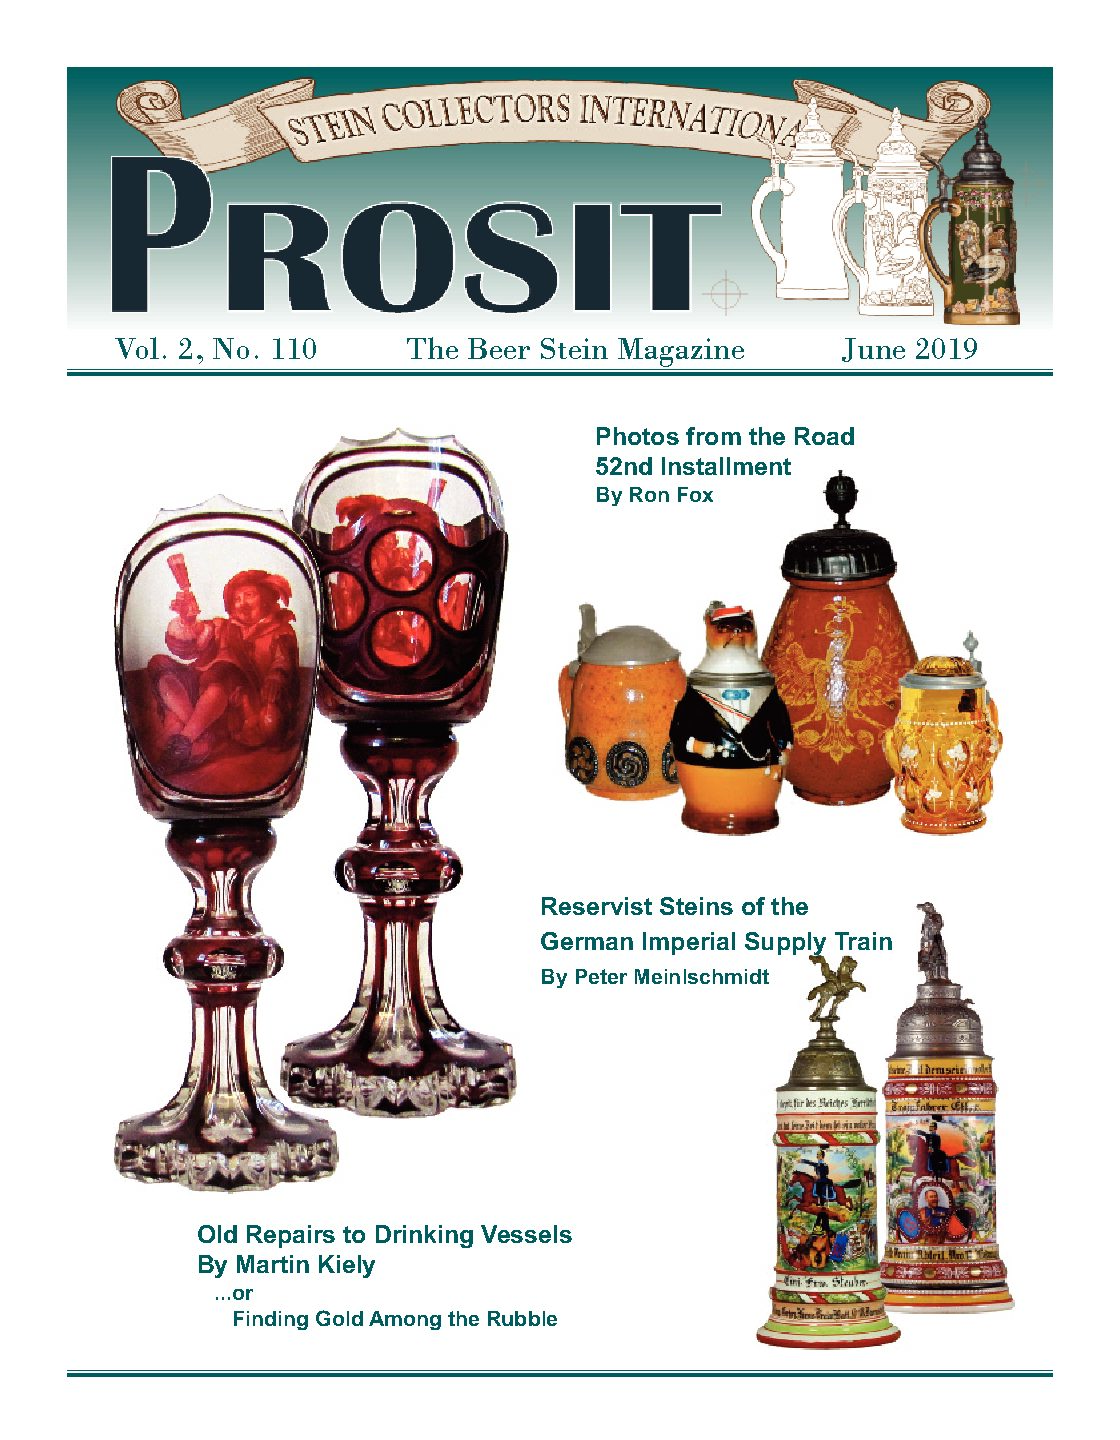 STEIN COLLECTORS INTERNATIONA
PROSIT
Vol. 2, No. 110 The Beer Stein Magazine June 2019
Photos from the Road
52nd Installment
By Ron Fox
Reservist Steins of the
German Imperial Supply Train
By Peter Meinlschmidt
Old Repairs to Drinking Vessels
By Martin Kiely
...or
Finding Gold Among the Rubble